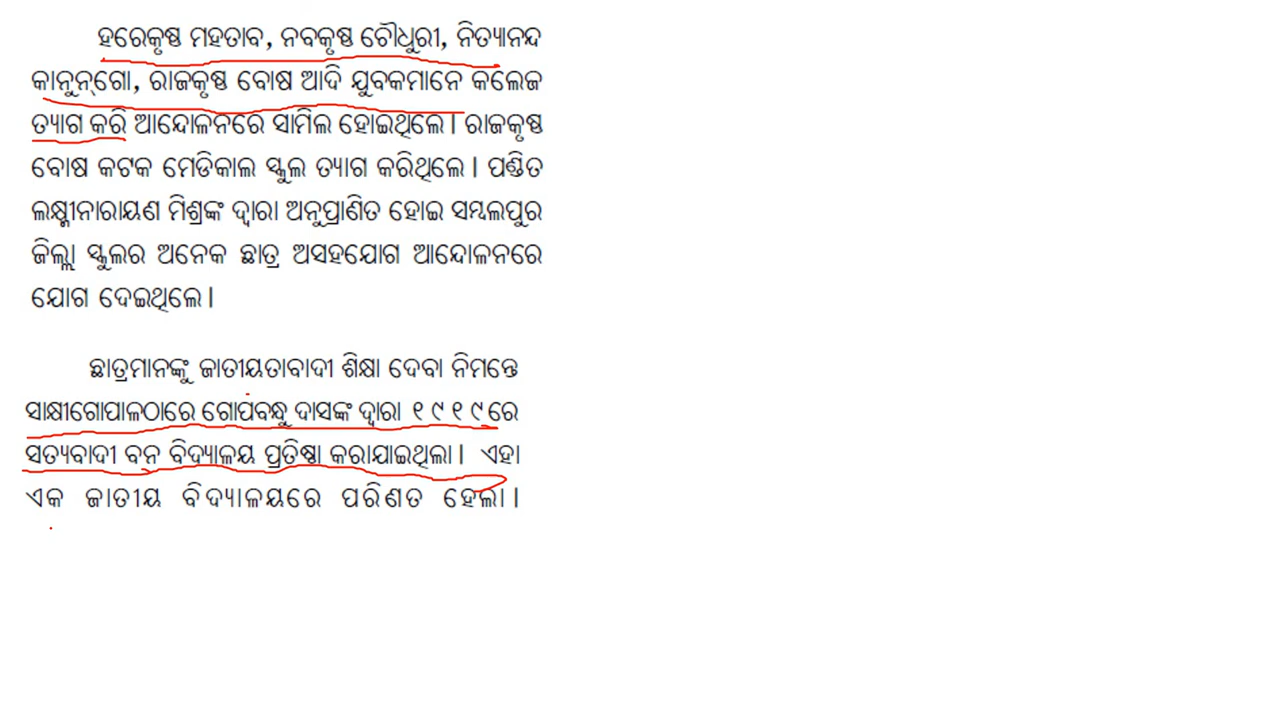 ହରେକୃଷ୍ଣ ମହତାବ, ନବକୃଷ୍ଣ ଚୌଧୁରୀ, ନିତ୍ୟାନନ୍ଦ
କାନୁନ୍‌ଗୋ, ରାଜକୃଷ୍ଣ ବୋଷ ଆଦି ଯୁବକମାନେ କଲେଜ
ତ୍ୟାଗ କରି ଆନ୍ଦୋଳନରେ ସାମିଲ ହୋଇଥିଲେ। ରାଜକୃଷ୍ଣ
ବୋଷ କଟକ ମେଡିକାଲ ସ୍କୁଲ ତ୍ୟାଗ କରିଥିଲେ। ପଣ୍ଡିତ
ଲକ୍ଷ୍ମୀନାରାୟଣ ମିଶ୍ରଙ୍କ ଦ୍ୱାରା ଅନୁପ୍ରାଣିତ ହୋଇ ସମ୍ବଲପୁର
ଜିଲ୍ଲା ସ୍କୁଲର ଅନେକ ଛାତ୍ର ଅସହଯୋଗ ଆନ୍ଦୋଳନରେ
ଯୋଗ ଦେଇଥିଲେ।
ଛାତ୍ରମାନଙ୍କୁ ଜାତୀୟତାବାଦୀ ଶିକ୍ଷା ଦେବା ନିମନ୍ତେ
ସାକ୍ଷୀଗୋପାଳଠାରେ ଗୋପବନ୍ଧୁ ଦାସଙ୍କ ଦ୍ୱାରା ୧୯୧୯ରେ
ସତ୍ୟବାଦୀ ବନ ବିଦ୍ୟାଳୟ ପ୍ରତିଷ୍ଠା କରାଯାଇଥିଲା। ଏହା
ଏକ ଜାତୀୟ ବିଦ୍ୟାଳୟରେ ପରିଣତ ହେଲା।